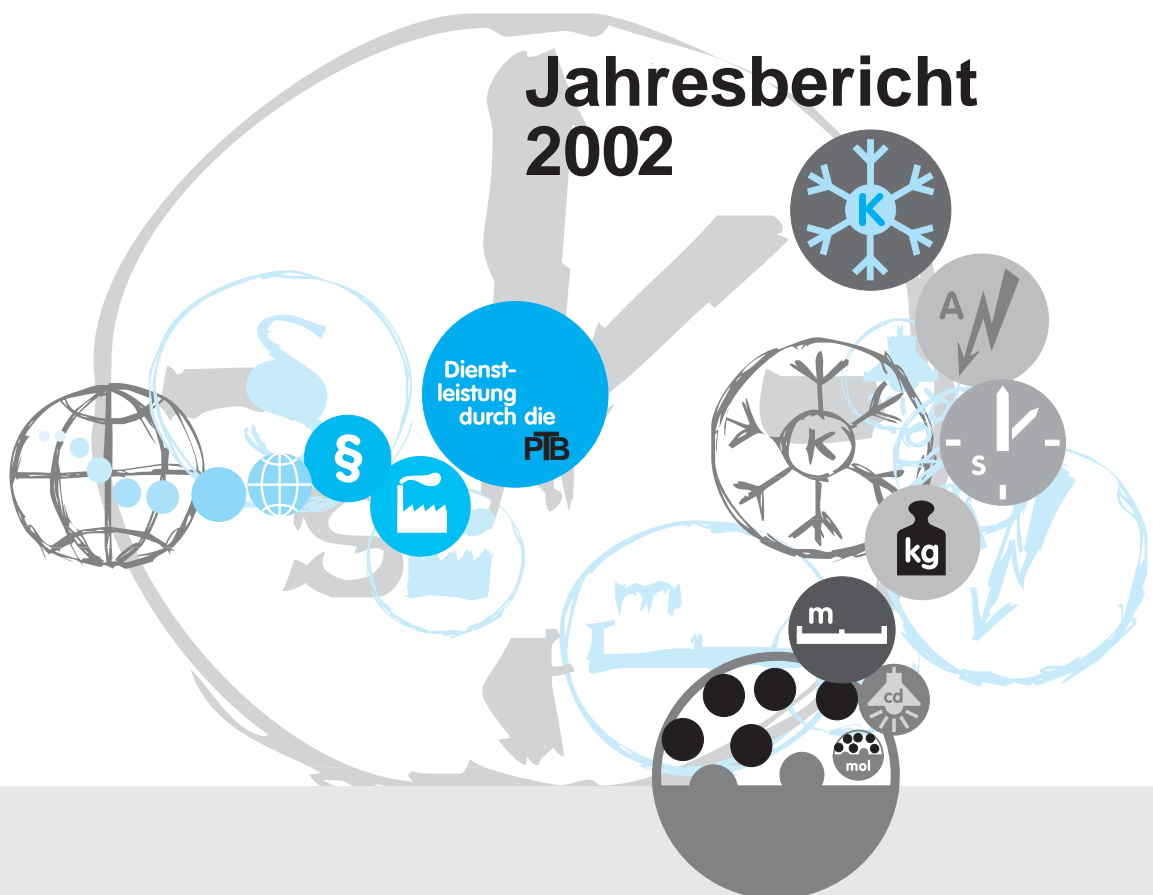 Jahresbericht
2002
K
A
Dienst-
leistung
durch die
PTB
§
K
s
kg
m
m
cd
mol
S